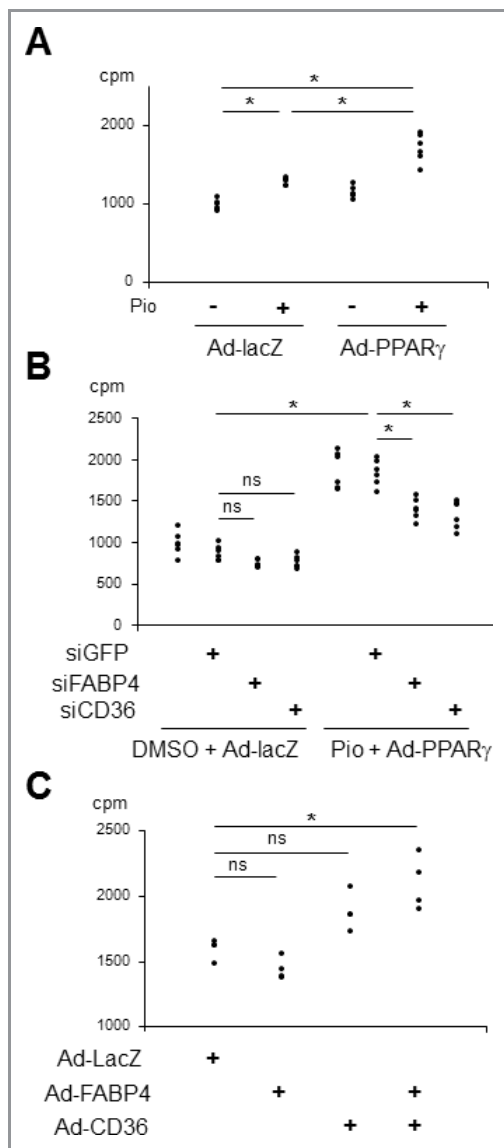 A
cpm
*
* *
2000
1000
0
Pio - + - +
Ad-lacZ Ad-PPARγ
B
cpm
2500
* *
2000 *
ns
1500 ns
1000
500
0
siGFP + +
siFABP4 + +
siCD36 + +
DMSO + Ad-lacZ Pio + Ad-PPARγ
C
cpm
2500 *
ns
ns
2000
1500
1000
Ad-LacZ +
Ad-FABP4 + +
Ad-CD36 + +